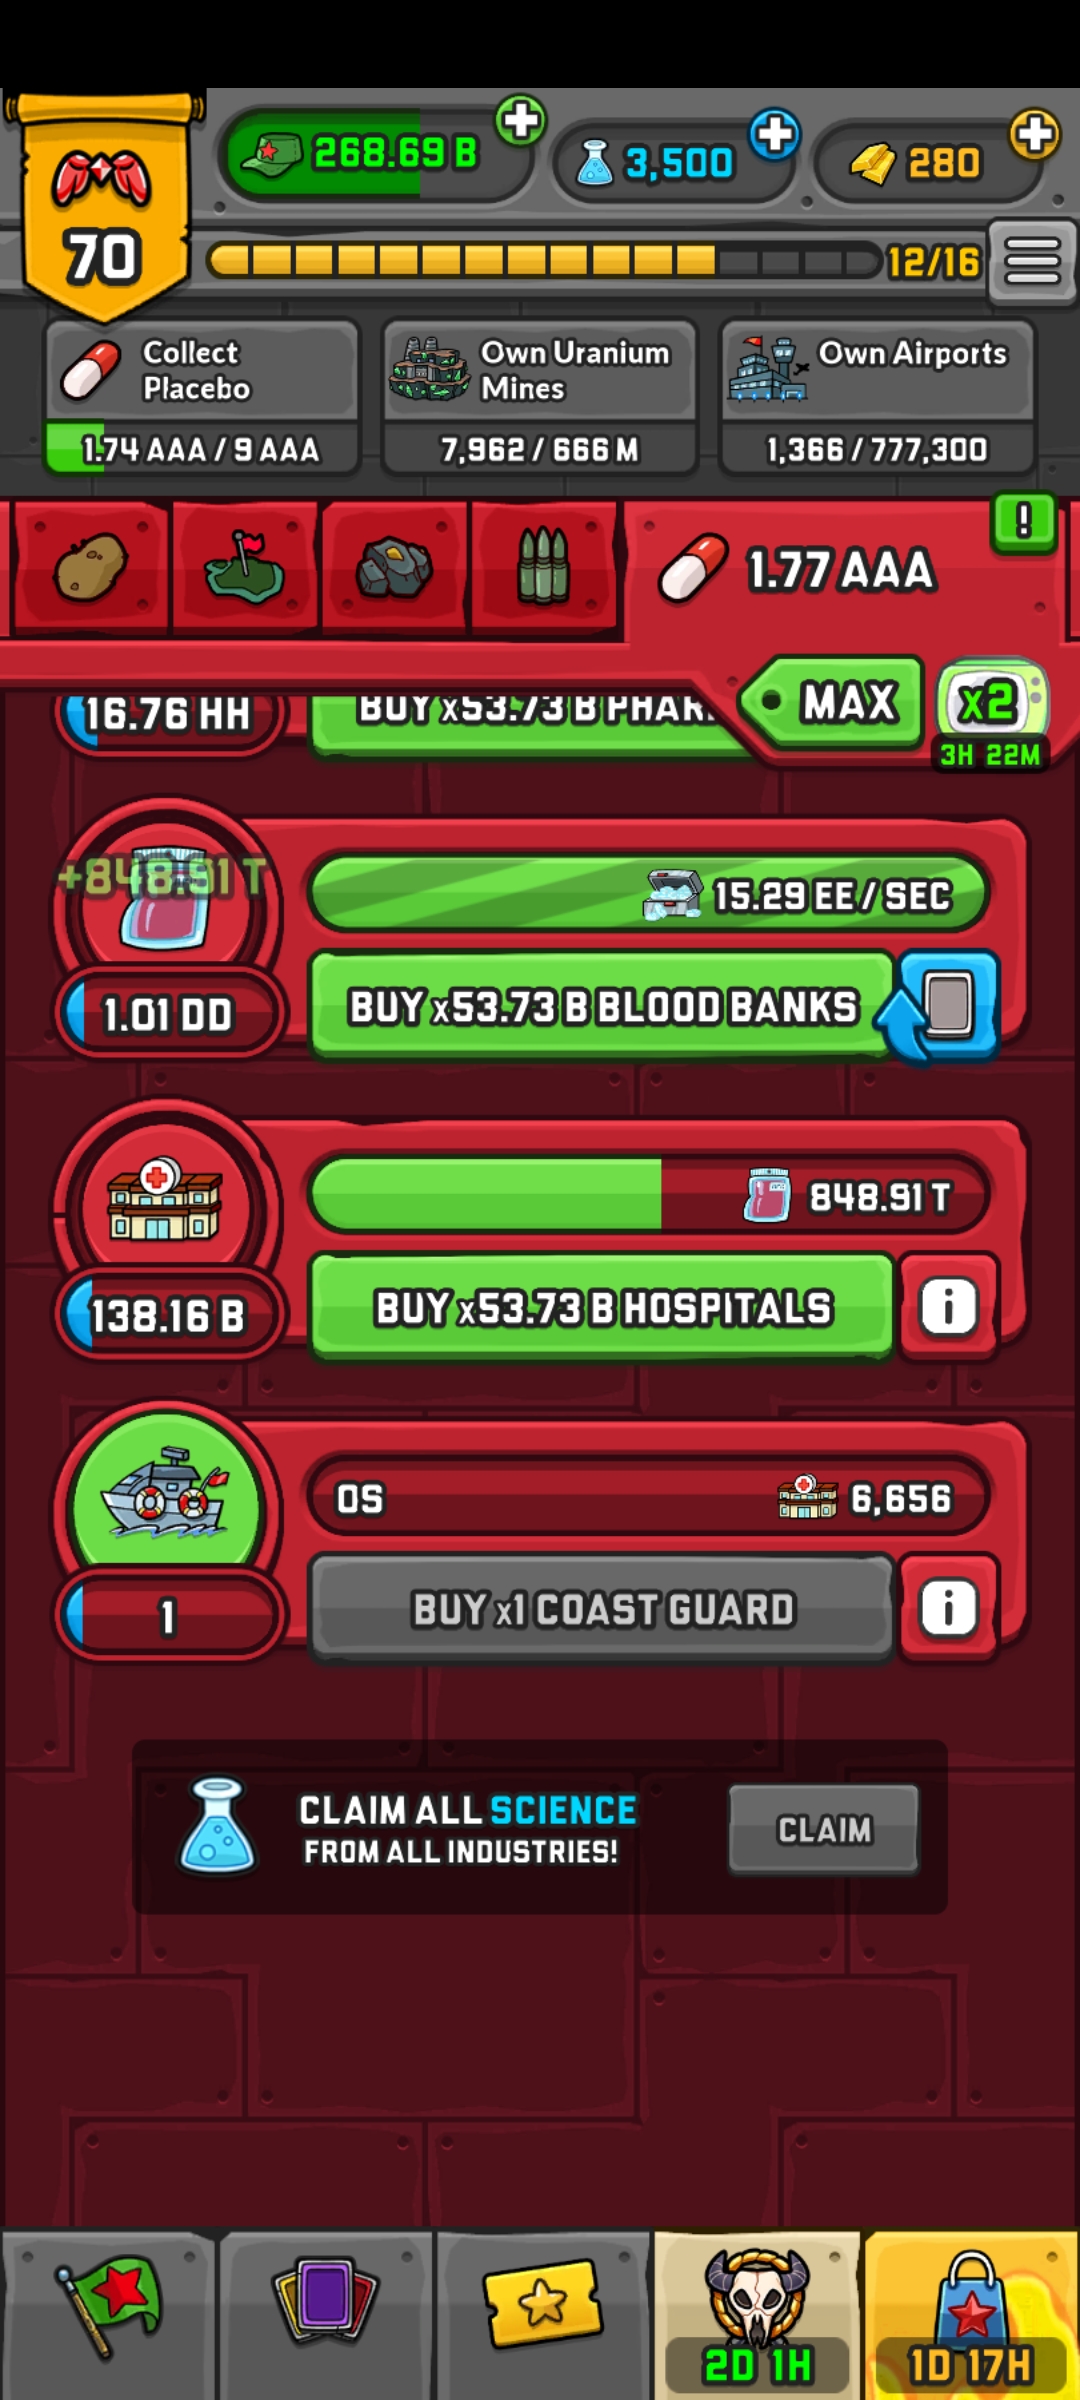 268.69 B
3,500
280
70
12/16
Collect
Placebo
1.74 AAA / 9 AAA
Own Uranium
Mines
7,962 / 666 M
Own Airports
1,366 / 777,300
!
1.77 AAA
MAX
x2
3H 22M
16.76 HH
BUY x53.73 B
+848.91 T
15.29 EE / SEC
1.01 DD
BUY x53.73 B BLOOD BANKS
848.91 T
138.16 B
BUY x53.73 B HOSPITALS
i
0S
6,656
1
BUY x1 COAST GUARD
i
CLAIM ALL SCIENCE
FROM ALL INDUSTRIES!
CLAIM
2D 1H
1D 17H